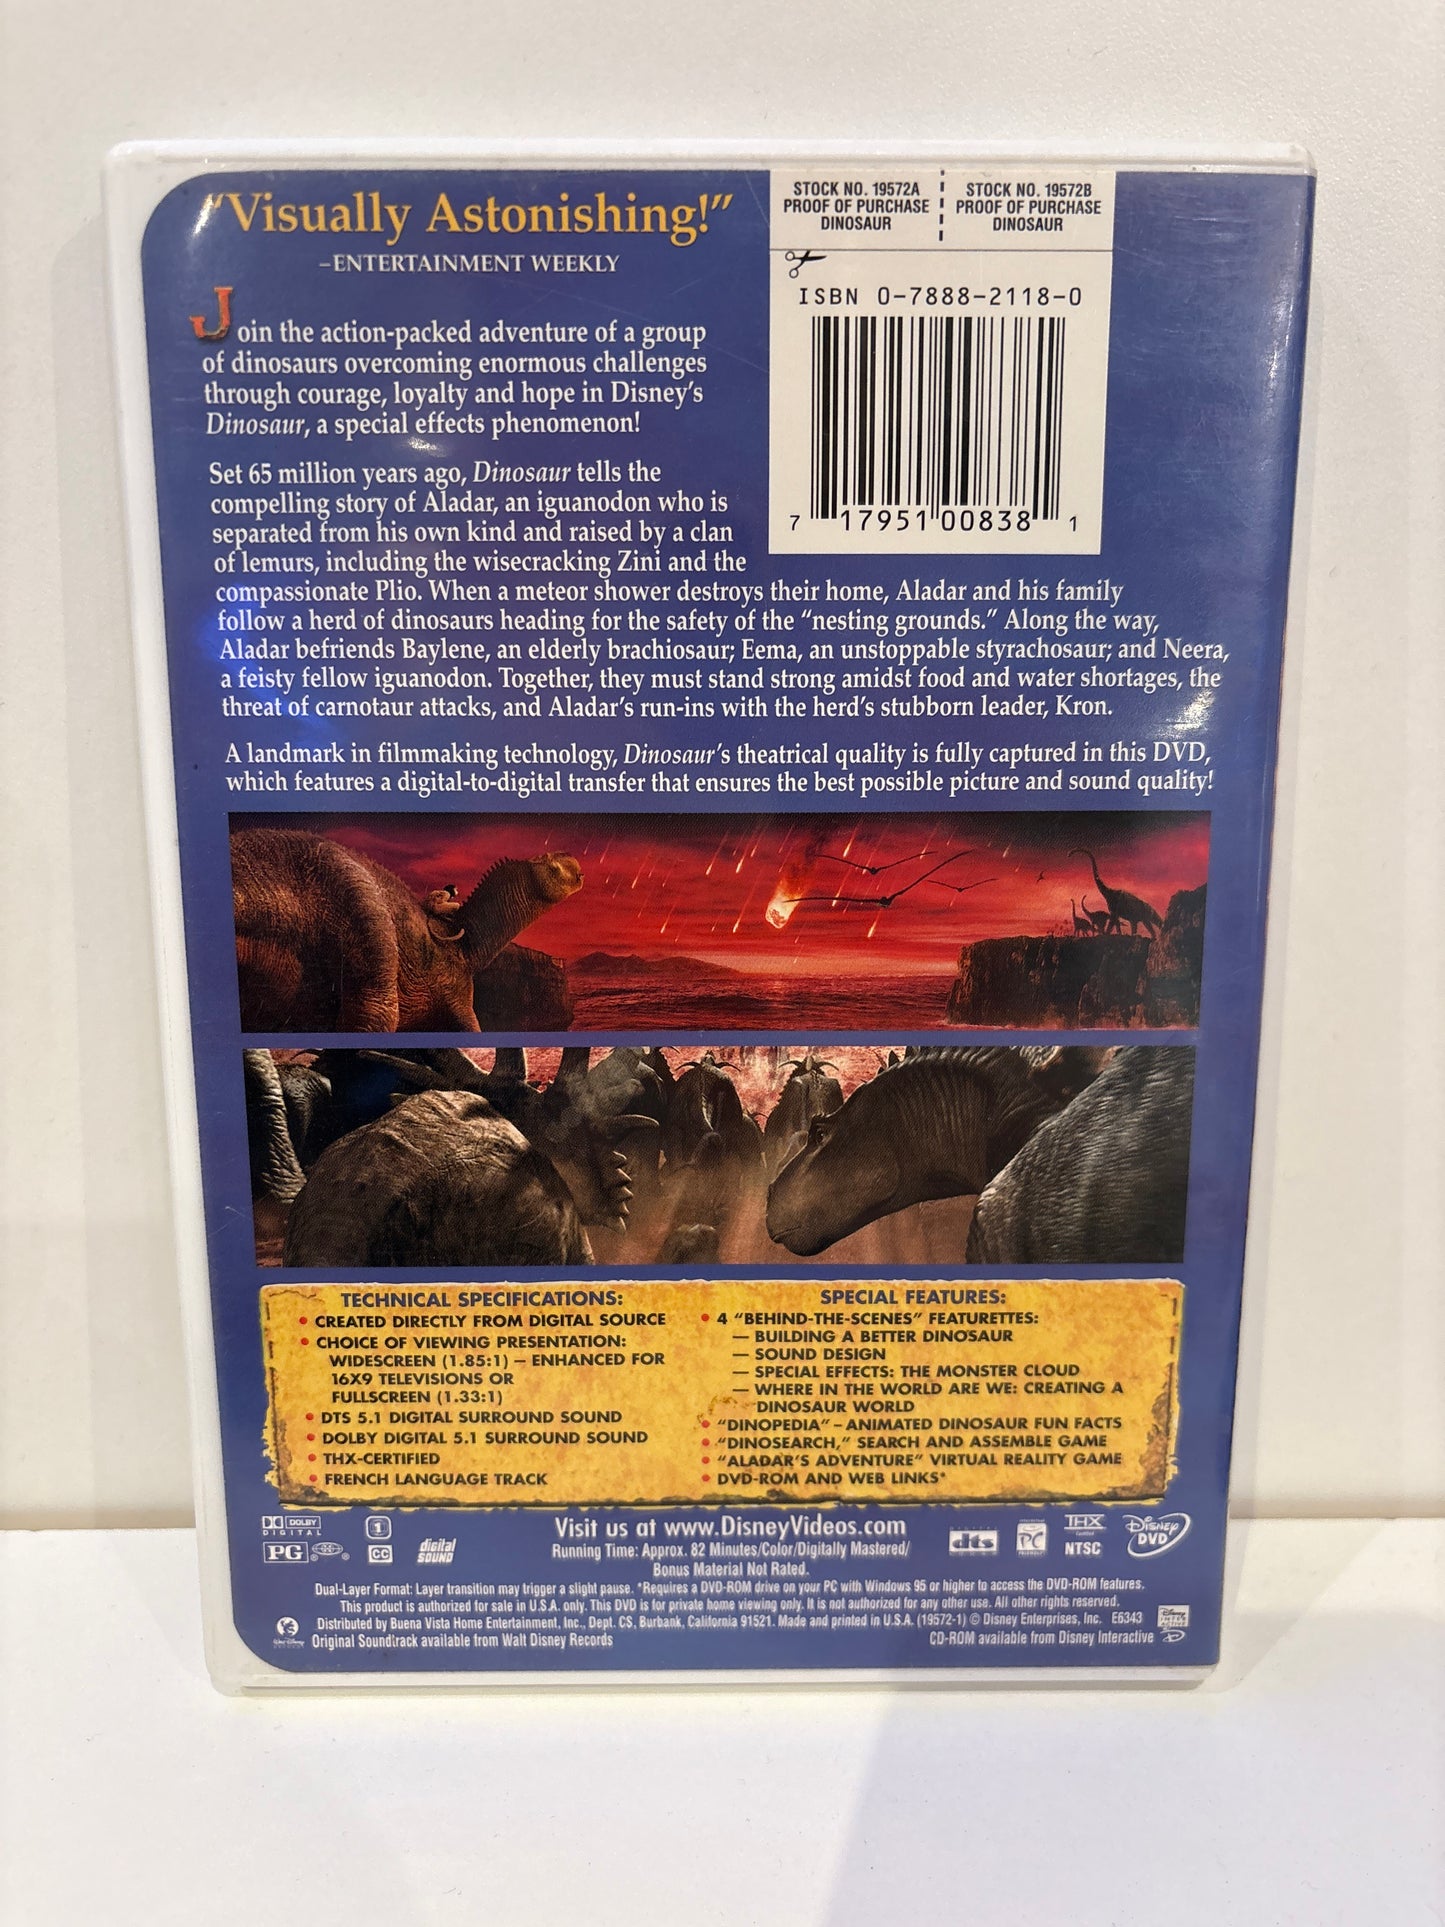 "Visually Astonishing!"
–ENTERTAINMENT WEEKLY
STOCK NO. 19572A
PROOF OF PURCHASE
DINOSAUR
STOCK NO. 19572B
PROOF OF PURCHASE
DINOSAUR
ISBN 0-7888-2118-0
7 17951 00838 1
Join the action-packed adventure of a group
of dinosaurs overcoming enormous challenges
through courage, loyalty and hope in Disney's
Dinosaur, a special effects phenomenon!
Set 65 million years ago, Dinosaur tells the
compelling story of Aladar, an iguanodon who is
separated from his own kind and raised by a clan
of lemurs, including the wisecracking Zini and the
compassionate Plio. When a meteor shower destroys their home, Aladar and his family
follow a herd of dinosaurs heading for the safety of the "nesting grounds." Along the way,
Aladar befriends Baylene, an elderly brachiosaur; Eema, an unstoppable styrachosaur; and Neera,
a feisty fellow iguanodon. Together, they must stand strong amidst food and water shortages, the
threat of carnotaur attacks, and Aladar's run-ins with the herd's stubborn leader, Kron.
A landmark in filmmaking technology, Dinosaur's theatrical quality is fully captured in this DVD,
which features a digital-to-digital transfer that ensures the best possible picture and sound quality!
TECHNICAL SPECIFICATIONS:
• CREATED DIRECTLY FROM DIGITAL SOURCE
• CHOICE OF VIEWING PRESENTATION:
WIDESCREEN (1.85:1) – ENHANCED FOR
16X9 TELEVISIONS OR
FULLSCREEN (1.33:1)
• DTS 5.1 DIGITAL SURROUND SOUND
• DOLBY DIGITAL 5.1 SURROUND SOUND
• THX-CERTIFIED
• FRENCH LANGUAGE TRACK
SPECIAL FEATURES:
• 4 "BEHIND-THE-SCENES" FEATURETTES:
— BUILDING A BETTER DINOSAUR
— SOUND DESIGN
— SPECIAL EFFECTS: THE MONSTER CLOUD
— WHERE IN THE WORLD ARE WE: CREATING A
DINOSAUR WORLD
• "DINOPEDIA" – ANIMATED DINOSAUR FUN FACTS
• "DINOSEARCH," SEARCH AND ASSEMBLE GAME
• "ALADAR'S ADVENTURE" VIRTUAL REALITY GAME
• DVD-ROM AND WEB LINKS*
DOLBY
DIGITAL
PG
1
CC
digital
SOUND
Visit us at www.DisneyVideos.com
Running Time: Approx. 82 Minutes/Color/Digitally Mastered/
Bonus Material Not Rated.
DIGITAL
dts
PC
THX
NTSC
Disney
DVD
Dual-Layer Format: Layer transition may trigger a slight pause. *Requires a DVD-ROM drive on your PC with Windows 95 or higher to access the DVD-ROM features.
This product is authorized for sale in U.S.A. only. This DVD is for private home viewing only. It is not authorized for any other use. All other rights reserved.
Distributed by Buena Vista Home Entertainment, Inc., Dept. CS, Burbank, California 91521. Made and printed in U.S.A. (19572-1) © Disney Enterprises, Inc. E6343
Original Soundtrack available from Walt Disney Records
CD-ROM available from Disney Interactive